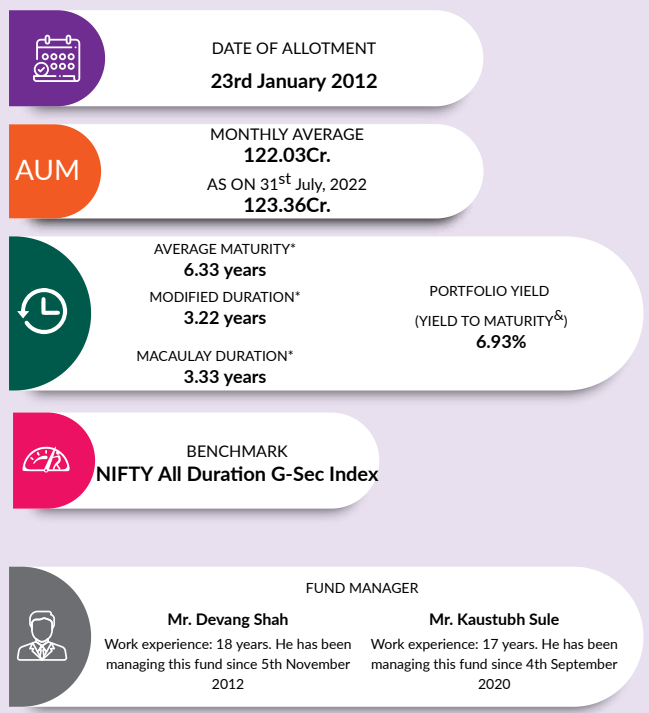 DATE OF ALLOTMENT
23rd January 2012
AUM
MONTHLY AVERAGE
122.03Cr.
AS ON 31st July, 2022
123.36Cr.
AVERAGE MATURITY*
6.33 years
MODIFIED DURATION*
3.22 years
MACAULAY DURATION*
3.33 years
PORTFOLIO YIELD
(YIELD TO MATURITY&)
6.93%
BENCHMARK
NIFTY All Duration G-Sec Index
FUND MANAGER
Mr. Devang Shah
Work experience: 18 years. He has been
managing this fund since 5th November
2012
Mr. Kaustubh Sule
Work experience: 17 years. He has been
managing this fund since 4th September
2020